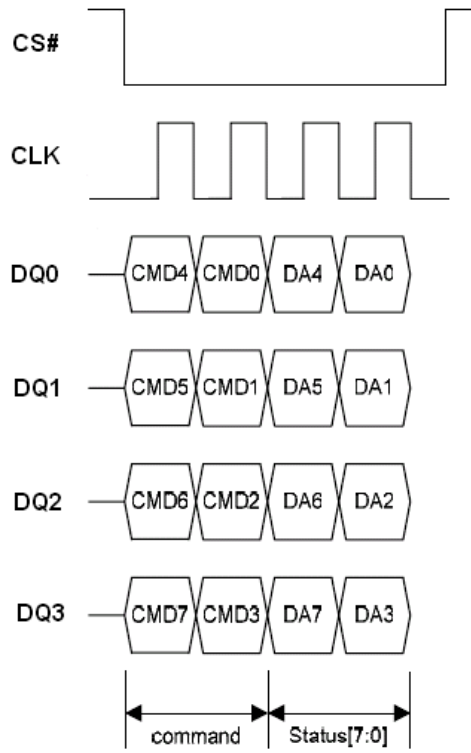 CS#
CLK
DQ0 CMD4 CMD0 DA4 DA0
DQ1 CMD5 CMD1 DA5 DA1
DQ2 CMD6 CMD2 DA6 DA2
DQ3 CMD7 CMD3 DA7 DA3
command Status[7:0]